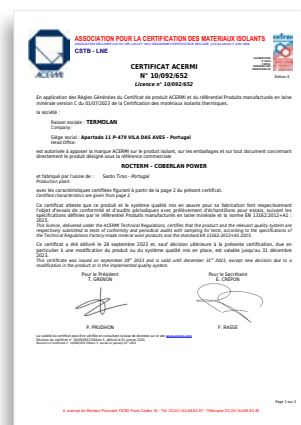 ASSOCIATION POUR LA CERTIFICATION DES MATERIAUX ISOLANTS
CSTB - LNE
ACERMI
CERTIFICAT ACERMI
N° 10/092/652
Licence n° 10/092/652
En application des Règles Générales du Certificat de produit ACERMI et du référentiel Produits manufacturés en laine
minérale version C du 01/07/2023 de la Certification des matériaux isolants thermiques,
la société :
Raison sociale : TERMOLAN
Company:
Siège social : Apartado 11 P-479 VILA DAS AVES - Portugal
Head Office:
est autorisée à apposer la marque ACERMI sur le produit isolant, sur les emballages et sur tout document concernant
directement le produit désigné sous la référence commerciale
ROCTERM - COBERLAN POWER
et fabriqué par l'usine de : Santo Tirso - Portugal
Production plant:
avec les caractéristiques certifiées figurant à partir de la page 2 du présent certificat.
Certified characteristics are given from page 2.
Ce certificat atteste que ce produit et le système qualité mis en œuvre pour sa fabrication font respectivement
l'objet d'essais de conformité et d'audits périodiques avec prélèvement d'échantillons pour essais, suivant les
spécifications définies par le référentiel Produits manufacturés en laine minérale et la norme EN 13162:2012+A1 :
2015.
This licence, delivered under the ACERMI Technical Regulations, certifies that the product and the relevant quality system are
respectively submitted to tests of conformity and periodic audits with sampling for tests, according to the specifications of
the Technical Regulations Factory-made mineral wool products and the standard EN 13162:2012+A1:2015.
Ce certificat a été délivré le 28 septembre 2023 et, sauf décision ultérieure à la présente certification, due en particulier
à une modification du produit ou du système qualité mis en place, est valable jusqu'au 31 décembre
2023.
This certificate was issued on September 28th 2023 and is valid until december 31st 2023, except new decision due to a
modification in the product or in the implemented quality system.
Pour le Président
T. GRENON
Pour le Secrétaire
E. CREPON
P. PRUDHON
F. RASSE
Page 1 sur 2